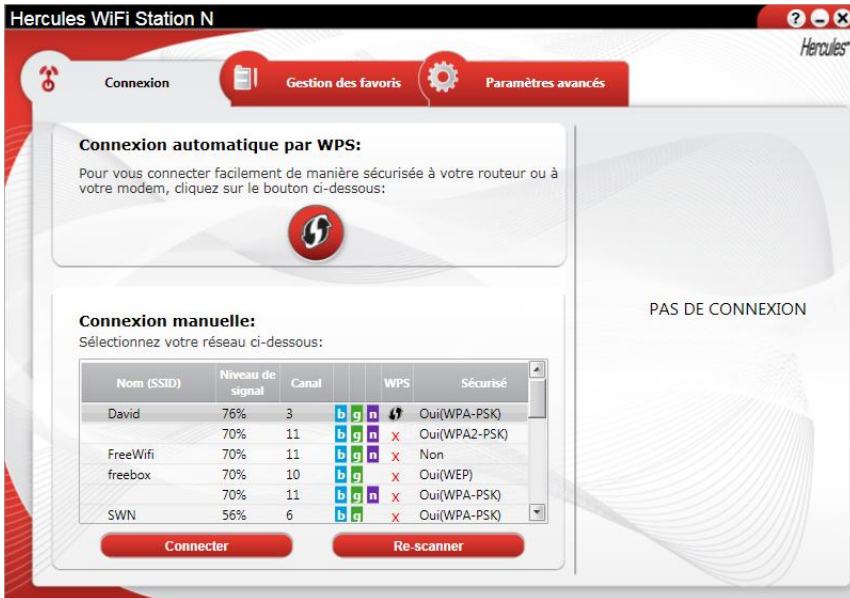 Hercules WiFi Station N
? 
Hercules
Connexion
Gestion des favoris
Paramètres avancés
Connexion automatique par WPS:
Pour vous connecter facilement de manière sécurisée à votre routeur ou à
votre modem, cliquez sur le bouton ci-dessous:
PAS DE CONNEXION
Connexion manuelle:
Sélectionnez votre réseau ci-dessous:
Nom (SSID) Niveau de signal Canal WPS Sécurisé
David 76% 3 b g n Oui(WPA-PSK)
70% 11 b g n x Oui(WPA2-PSK)
FreeWifi 70% 11 b g n x Non
freebox 70% 10 b g x Oui(WEP)
70% 11 b g n x Oui(WPA-PSK)
SWN 56% 6 b g x Oui(WPA-PSK)
Connecter
Re-scanner